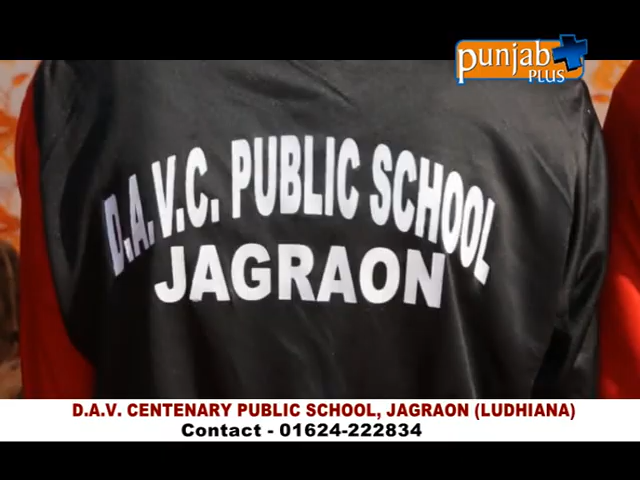 punjab
PLUS
D.A.V.C. PUBLIC SCHOOL
JAGRAON
D.A.V. CENTENARY PUBLIC SCHOOL, JAGRAON (LUDHIANA)
Contact - 01624-222834